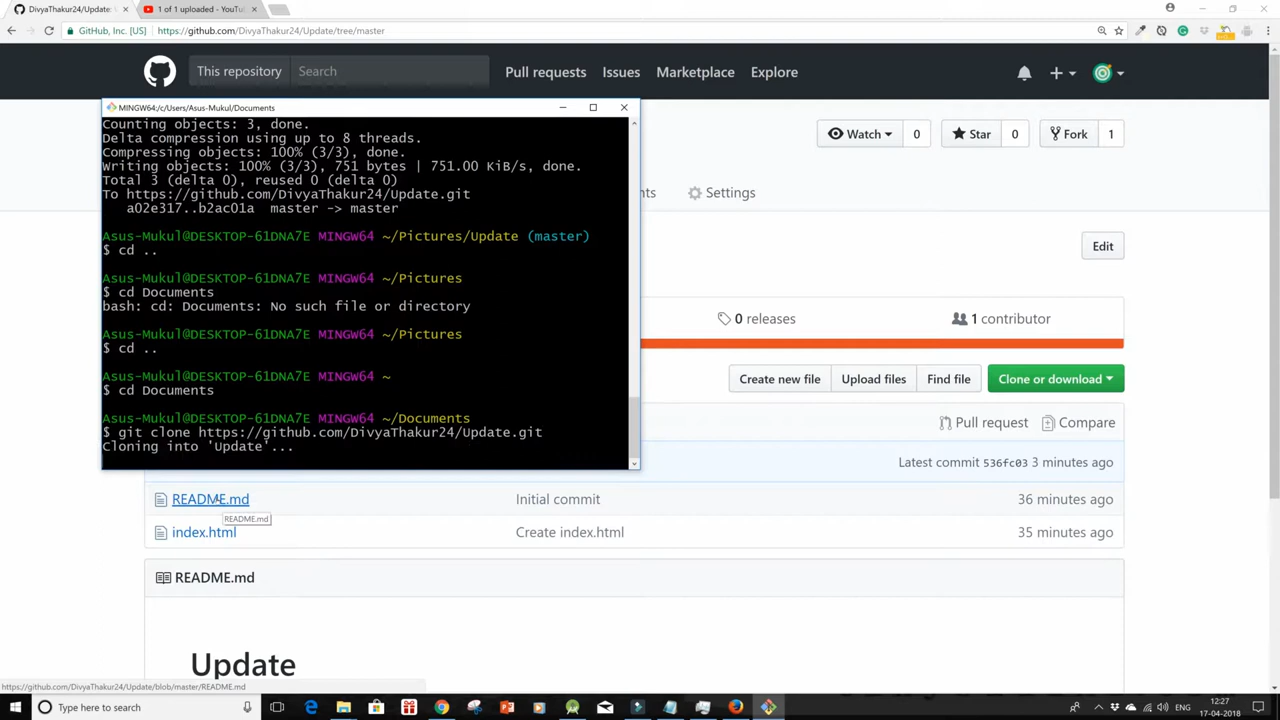 DivyaThakur24/Update: 
1 of 1 uploaded - YouTu
GitHub, Inc. [US]
https://github.com/DivyaThakur24/Update/tree/master
This repository
Search
Pull requests
Issues
Marketplace
Explore
MINGW64:/c/Users/Asus-Mukul/Documents
Counting objects: 3, done.
Delta compression using up to 8 threads.
Compressing objects: 100% (3/3), done.
Writing objects: 100% (3/3), 751 bytes | 751.00 KiB/s, done.
Total 3 (delta 0), reused 0 (delta 0)
To https://github.com/DivyaThakur24/Update.git
a02e317..b2ac01a  master -> master
Asus-Mukul@DESKTOP-61DNA7E MINGW64 ~/Pictures/Update (master)
$ cd ..
Asus-Mukul@DESKTOP-61DNA7E MINGW64 ~/Pictures
$ cd Documents
bash: cd: Documents: No such file or directory
Asus-Mukul@DESKTOP-61DNA7E MINGW64 ~/Pictures
$ cd ..
Asus-Mukul@DESKTOP-61DNA7E MINGW64 ~
$ cd Documents
Asus-Mukul@DESKTOP-61DNA7E MINGW64 ~/Documents
$ git clone https://github.com/DivyaThakur24/Update.git
Cloning into 'Update'...
Watch 0
Star 0
Fork 1
Settings
Edit
0 releases
1 contributor
Create new file
Upload files
Find file
Clone or download
Pull request
Compare
Latest commit 536fc03 3 minutes ago
README.md
Initial commit
36 minutes ago
README.md
index.html
Create index.html
35 minutes ago
README.md
Update
https://github.com/DivyaThakur24/Update/blob/master/README.md
Type here to search
ENG
12:27
17-04-2018